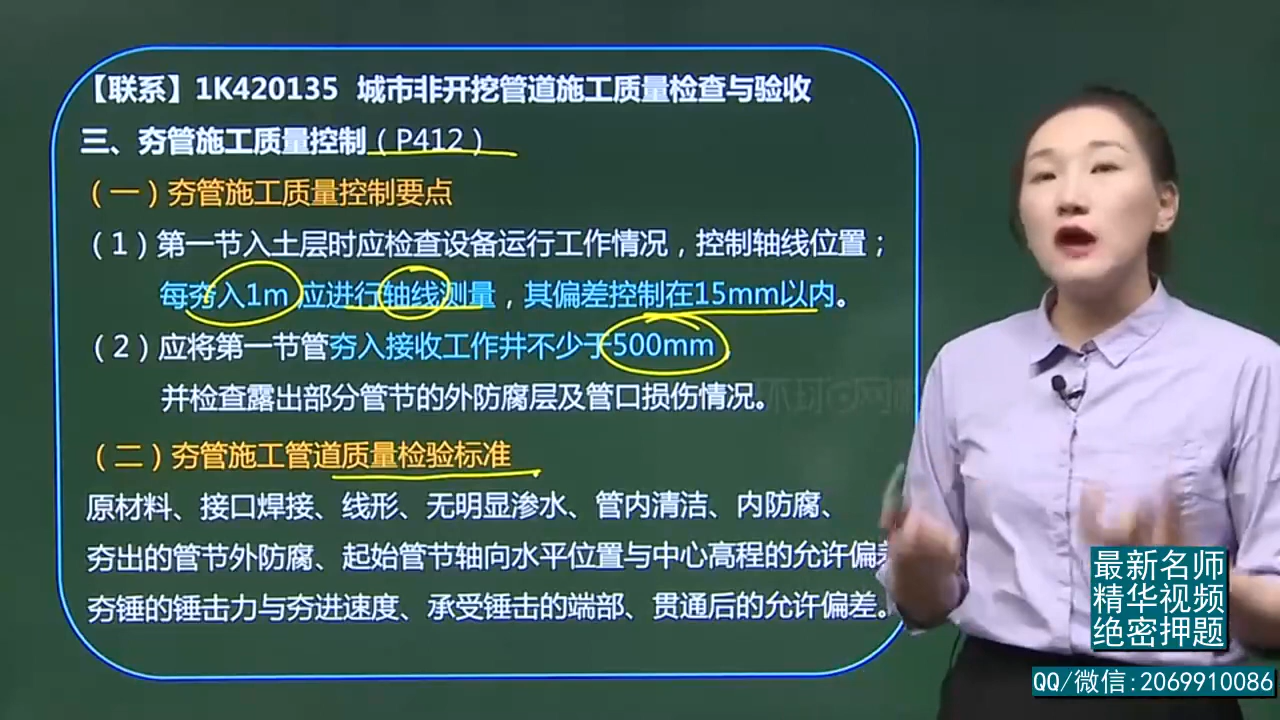 【联系】1K420135 城市非开挖管道施工质量检查与验收
三、夯管施工质量控制（P412）
（一）夯管施工质量控制要点
（1）第一节入土层时应检查设备运行工作情况，控制轴线位置；
每夯入1m 应进行轴线测量，其偏差控制在15mm以内。
（2）应将第一节管夯入接收工作井不少于500mm，
并检查露出部分管节的外防腐层及管口损伤情况。
（二）夯管施工管道质量检验标准
原材料、接口焊接、线形、无明显渗水、管内清洁、内防腐、
夯出的管节外防腐、起始管节轴向水平位置与中心高程的允许偏差
夯锤的锤击力与夯进速度、承受锤击的端部、贯通后的允许偏差。
最新名师
精华视频
绝密押题
QQ/微信:2069910086